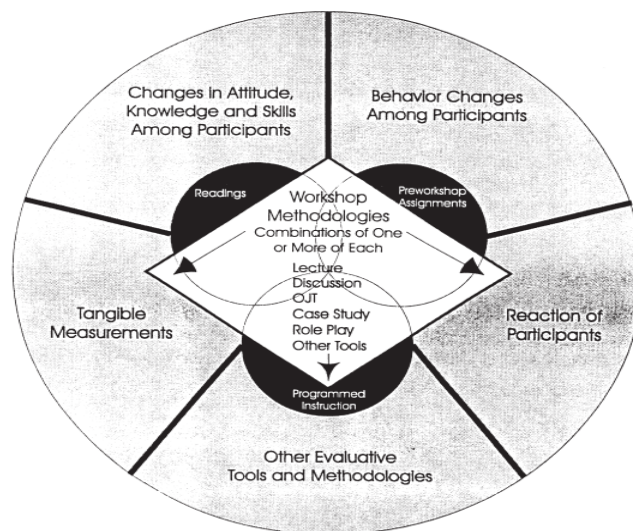 Changes in Attitude,
Knowledge and Skills
Among Participants
Behavior Changes
Among Participants
Readings
Preworkshop
Assignments
Workshop
Methodologies
Combinations of One
or More of Each
Lecture
Discussion
OJT
Case Study
Role Play
Other Tools
Tangible
Measurements
Reaction of
Participants
Programmed
Instruction
Other Evaluative
Tools and Methodologies